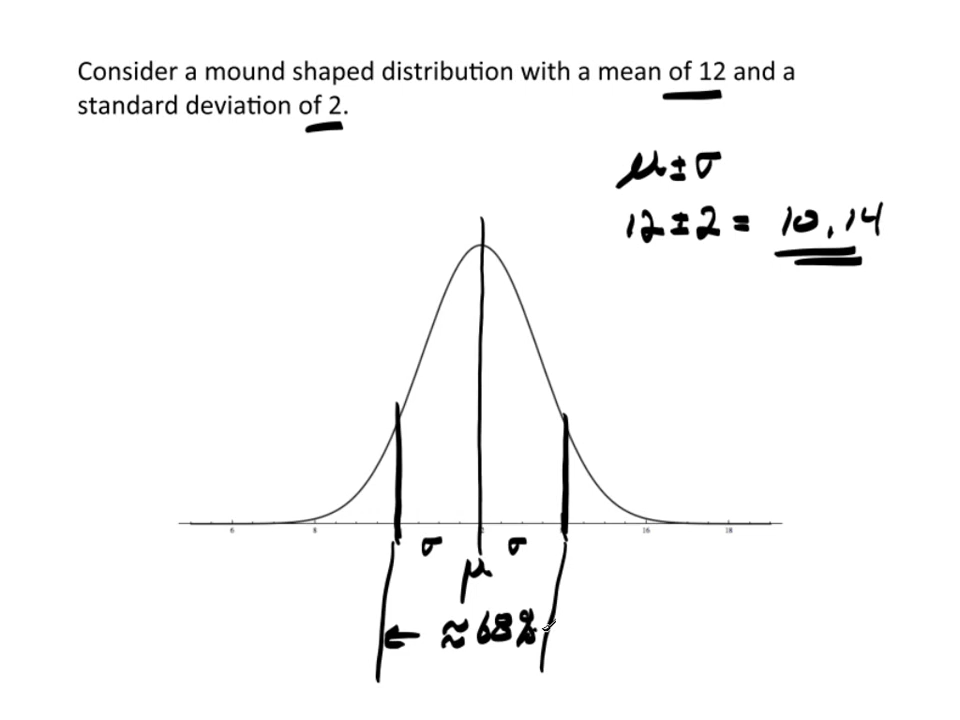 Consider a mound shaped distribution with a mean of 12 and a
standard deviation of 2.
μ ± σ
12 ± 2 = 10, 14
6 8 12 16 18
σ σ
μ
← ≈ 68%